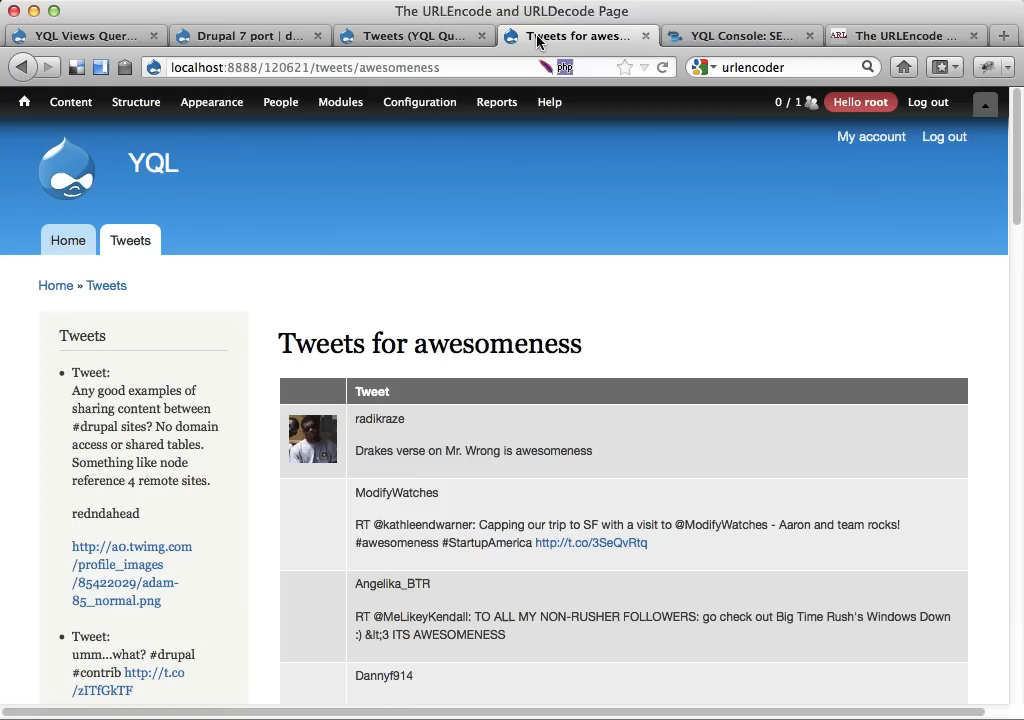 The URLEncode and URLDecode Page
YQL Views Quer...
Drupal 7 port | d...
Tweets (YQL Qu...
Tweets for awes...
YQL Console: SE...
ARL
The URLEncode ...
localhost:8888/120621/tweets/awesomeness
php
urlencoder
Content Structure Appearance People Modules Configuration Reports Help
0 / 1
Hello root
Log out
My account
Log out
YQL
Home
Tweets
Home » Tweets
Tweets
Tweet:
Any good examples of
sharing content between
#drupal sites? No domain
access or shared tables.
Something like node
reference 4 remote sites.
redndahead
http://a0.twimg.com
/profile_images
/85422029/adam-
85_normal.png
Tweet:
umm...what? #drupal
#contrib http://t.co
/zITfGkTF
Tweets for awesomeness
Tweet
radikraze
Drakes verse on Mr. Wrong is awesomeness
ModifyWatches
RT @kathleendwarner: Capping our trip to SF with a visit to @ModifyWatches - Aaron and team rocks!
#awesomeness #StartupAmerica http://t.co/3SeQvRtq
Angelika_BTR
RT @MeLikeyKendall: TO ALL MY NON-RUSHER FOLLOWERS: go check out Big Time Rush's Windows Down
:) &lt;3 ITS AWESOMENESS
Dannyf914